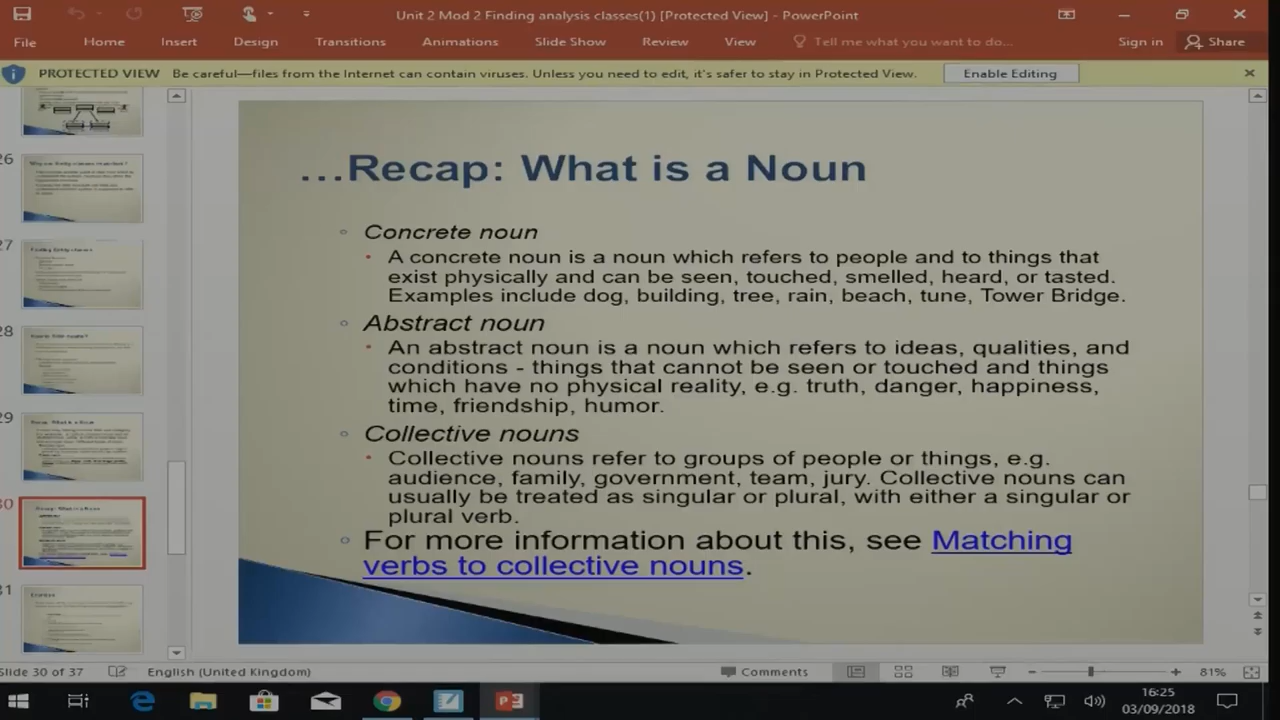 Unit 2 Mod 2 Finding analysis classes(1) [Protected View] - PowerPoint
File Home Insert Design Transitions Animations Slide Show Review View Tell me what you want to do... Sign in Share
PROTECTED VIEW Be careful—files from the Internet can contain viruses. Unless you need to edit, it's safer to stay in Protected View. Enable Editing
...Recap: What is a Noun
Concrete noun
A concrete noun is a noun which refers to people and to things that
exist physically and can be seen, touched, smelled, heard, or tasted.
Examples include dog, building, tree, rain, beach, tune, Tower Bridge.
Abstract noun
An abstract noun is a noun which refers to ideas, qualities, and
conditions - things that cannot be seen or touched and things
which have no physical reality, e.g. truth, danger, happiness,
time, friendship, humor.
Collective nouns
Collective nouns refer to groups of people or things, e.g.
audience, family, government, team, jury. Collective nouns can
usually be treated as singular or plural, with either a singular or
plural verb.
For more information about this, see Matching
verbs to collective nouns.
Slide 30 of 37 English (United Kingdom) Comments 81%
16:25
03/09/2018